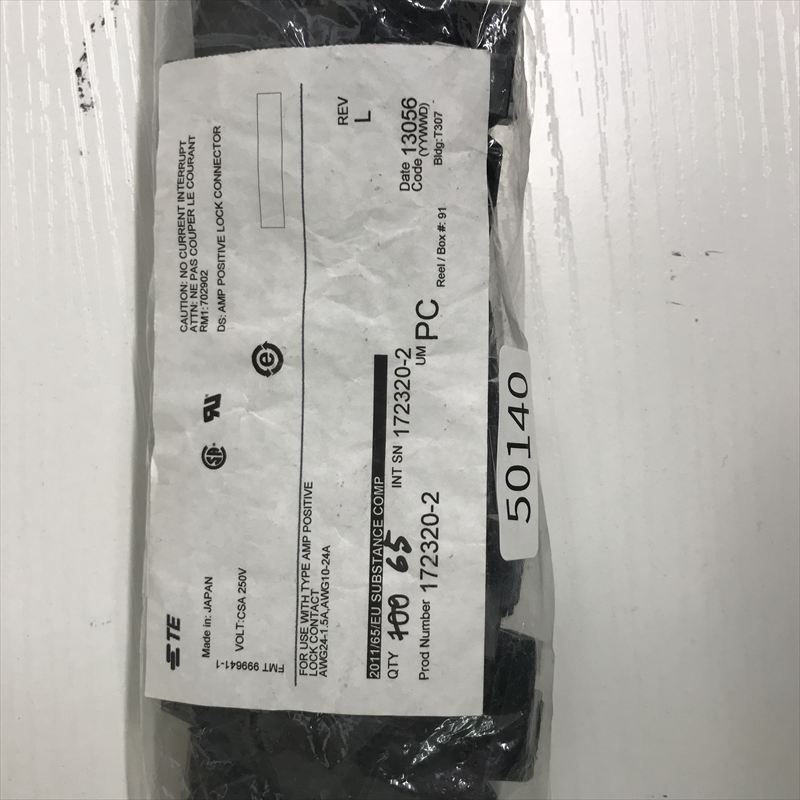 TE
Made in: JAPAN
VOLT:CSA 250V
FMT 999641-1
CAUTION: NO CURRENT INTERRUPT
ATTN: NE PAS COUPER LE COURANT
RM1:702902
DS: AMP POSITIVE LOCK CONNECTOR
FOR USE WITH TYPE AMP POSITIVE
LOCK CONTACT
AWG24-1.5A,AWG10-24A
REV
L
2011/65/EU SUBSTANCE COMP
QTY 100 65 INT SN 172320-2
Prod Number 172320-2 UM PC
Reel / Box #: 91
Date Code 13056
(YYWWD)
Bldg:T307
50140